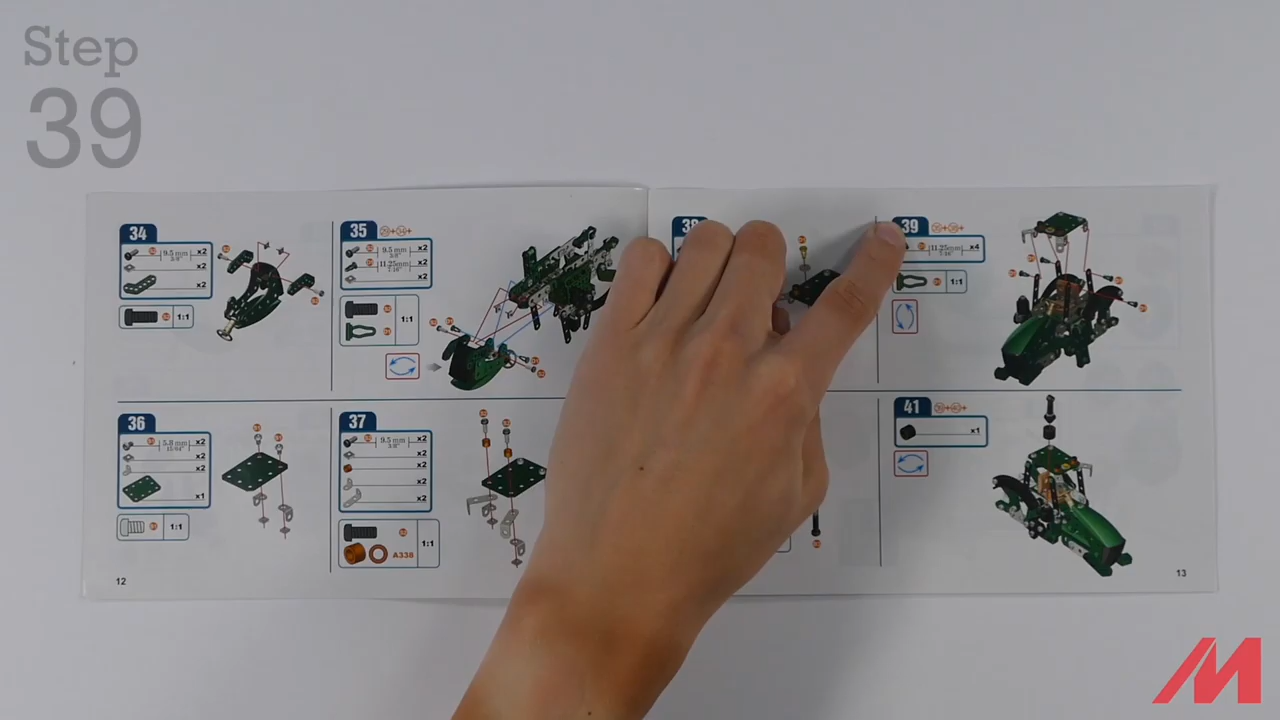 Step
39
34
9.5 mm
3/8"
x2
x2
x2
1:1
35
9.5 mm
3/8"
x2
11.25mm
7/16"
x2
x2
1:1
38
39
11.25mm
7/16"
x4
1:1
36
5.9 mm
15/64"
x2
x2
x2
x1
1:1
37
9.5 mm
3/8"
x2
x2
x2
x2
x2
A338
1:1
41
x1
12
13